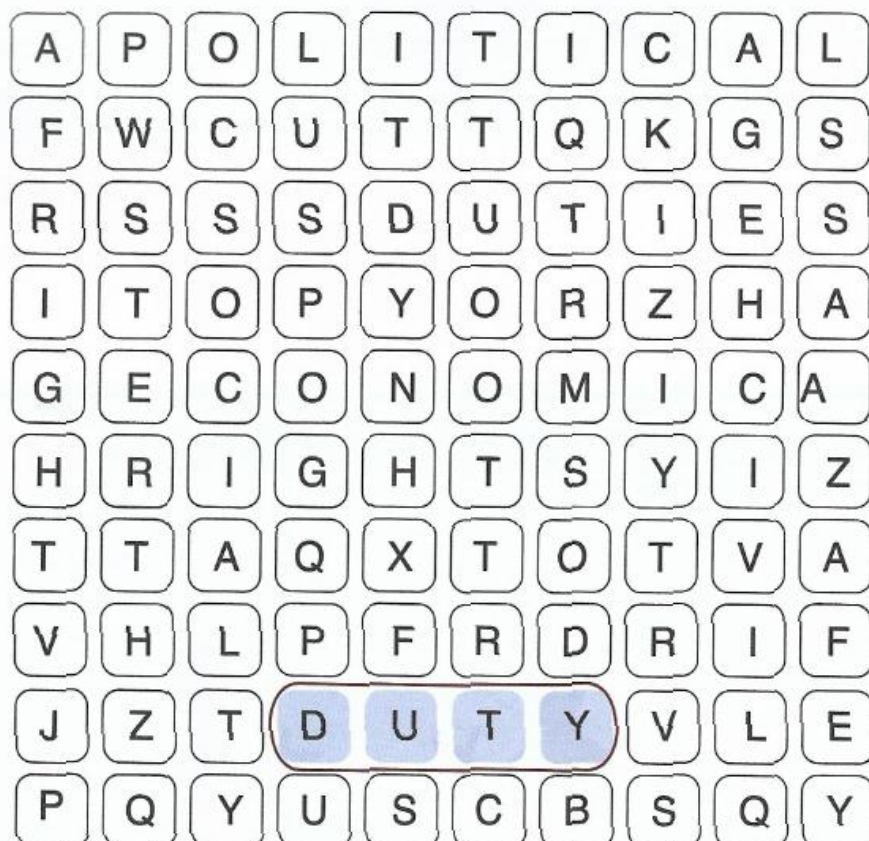 A P O L I T I C A L
F W C U T T Q K G S
R S S S D U T I E S
I T O P Y O R Z H A
G E C O N O M I C A
H R I G H T S Y I Z
T T A Q X T O T V A
V H L P F R D R I F
J Z T D U T Y V L E
P Q Y U S C B S Q Y